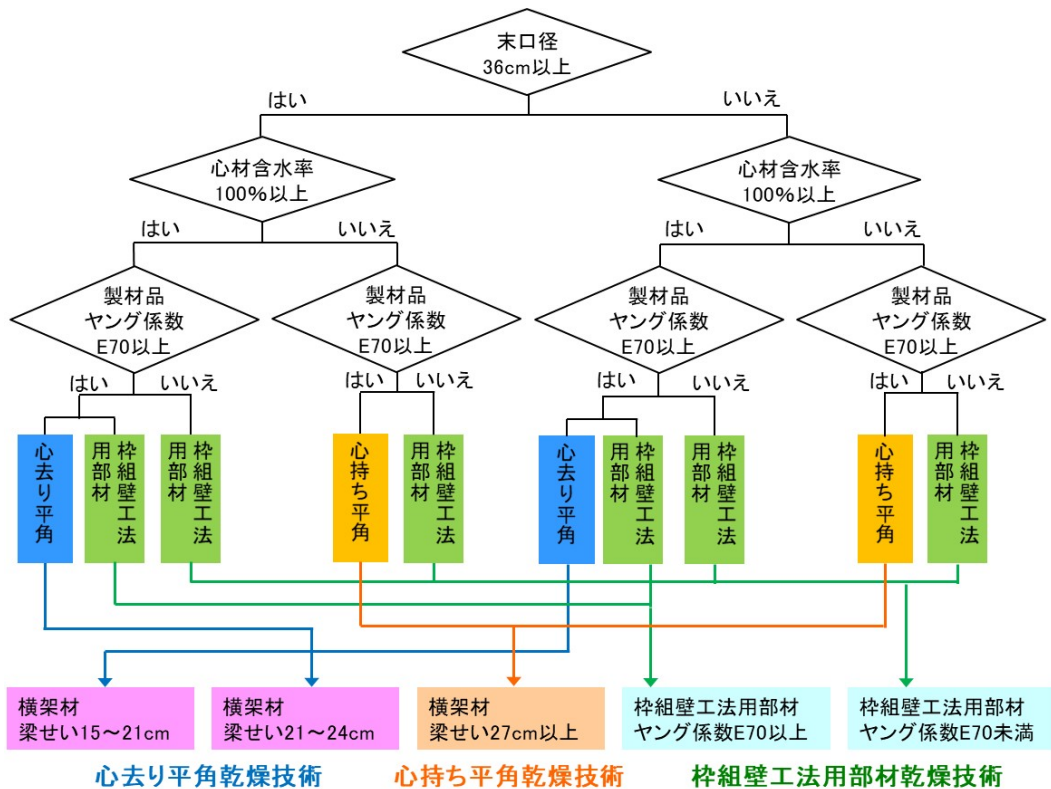 末口径
36cm以上
はい
いいえ
心材含水率
100%以上
心材含水率
100%以上
はい
いいえ
はい
いいえ
製材品
ヤング係数
E70以上
製材品
ヤング係数
E70以上
製材品
ヤング係数
E70以上
製材品
ヤング係数
E70以上
はい
いいえ
はい
いいえ
はい
いいえ
はい
いいえ
心去り平角
枠組壁工法
用部材
枠組壁工法
用部材
心持ち平角
枠組壁工法
用部材
心去り平角
枠組壁工法
用部材
枠組壁工法
用部材
心持ち平角
枠組壁工法
用部材
横架材
梁せい15～21cm
横架材
梁せい21～24cm
横架材
梁せい27cm以上
枠組壁工法用部材
ヤング係数E70以上
枠組壁工法用部材
ヤング係数E70未満
心去り平角乾燥技術
心持ち平角乾燥技術
枠組壁工法用部材乾燥技術